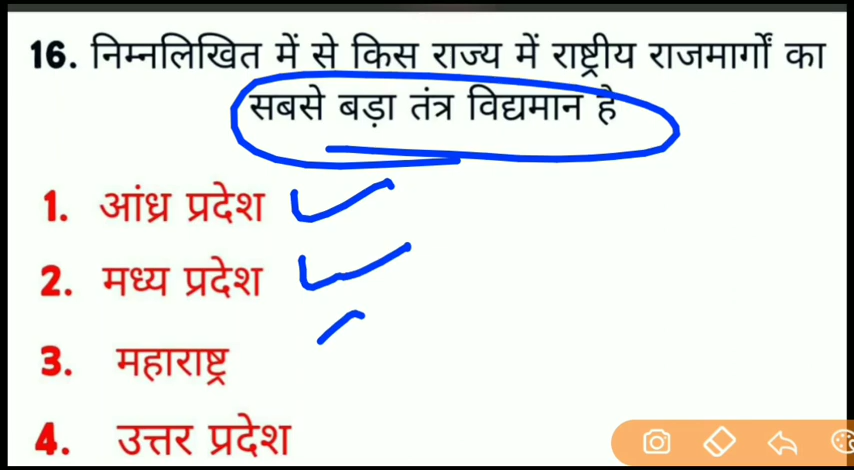 16. निम्नलिखित में से किस राज्य में राष्ट्रीय राजमार्गों का
सबसे बड़ा तंत्र विद्यमान हे
1. आंध्र प्रदेश
2. मध्य प्रदेश
3. महाराष्ट्र
4. उत्तर प्रदेश